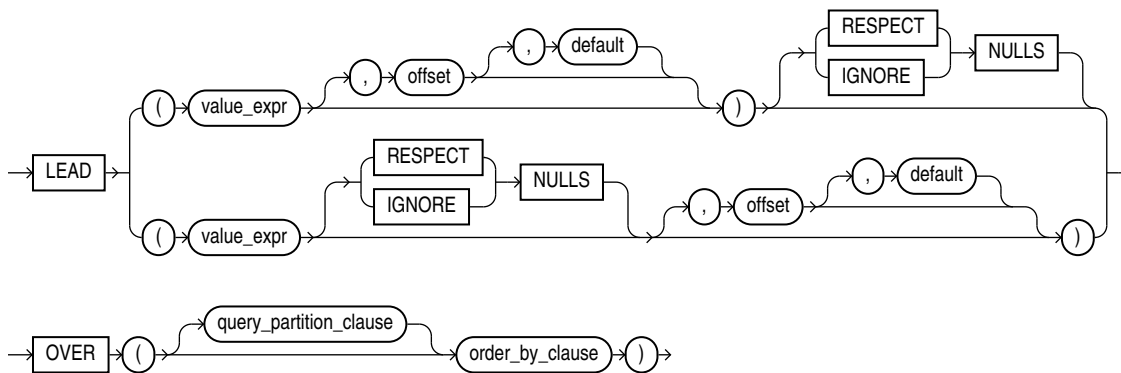 LEAD
( value_expr , offset , default ) RESPECT IGNORE NULLS
( value_expr RESPECT IGNORE NULLS , offset , default )
OVER ( query_partition_clause order_by_clause )